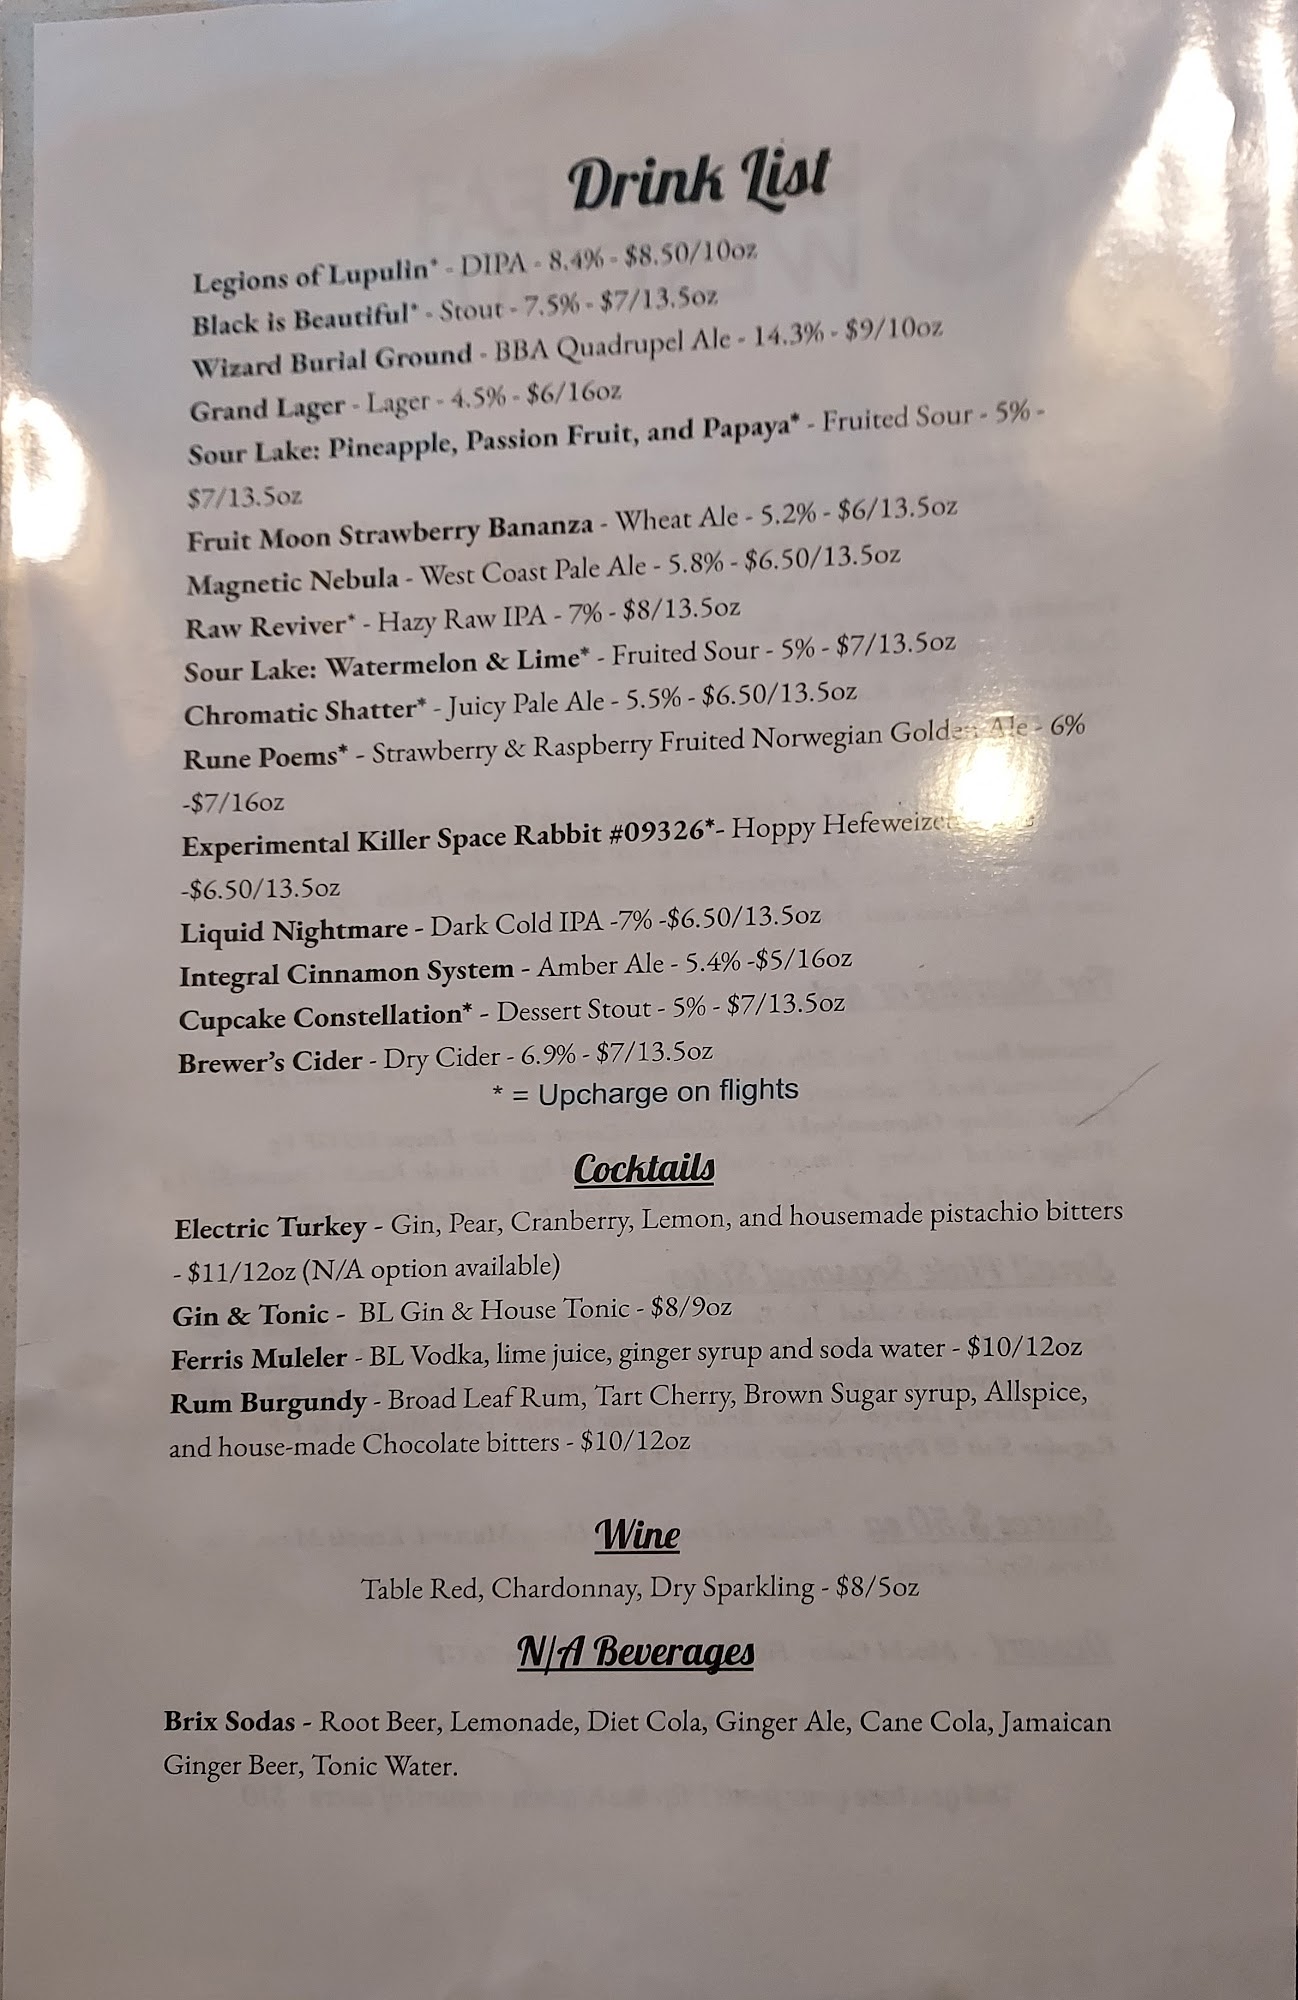 Drink List
Legions of Lupulin* - DIPA - 8.4% - $8.50/10oz
Black is Beautiful* - Stout - 7.5% - $7/13.5oz
Wizard Burial Ground - BBA Quadrupel Ale - 14.3% - $9/10oz
Grand Lager - Lager - 4.5% - $6/16oz
Sour Lake: Pineapple, Passion Fruit, and Papaya* - Fruited Sour - 5% -
$7/13.5oz
Fruit Moon Strawberry Bananza - Wheat Ale - 5.2% - $6/13.5oz
Magnetic Nebula - West Coast Pale Ale - 5.8% - $6.50/13.5oz
Raw Reviver* - Hazy Raw IPA - 7% - $8/13.5oz
Sour Lake: Watermelon & Lime* - Fruited Sour - 5% - $7/13.5oz
Chromatic Shatter* - Juicy Pale Ale - 5.5% - $6.50/13.5oz
Rune Poems* - Strawberry & Raspberry Fruited Norwegian Golden Ale - 6%
-$7/16oz
Experimental Killer Space Rabbit #09326*- Hoppy Hefeweizen
-$6.50/13.5oz
Liquid Nightmare - Dark Cold IPA -7% -$6.50/13.5oz
Integral Cinnamon System - Amber Ale - 5.4% -$5/16oz
Cupcake Constellation* - Dessert Stout - 5% - $7/13.5oz
Brewer's Cider - Dry Cider - 6.9% - $7/13.5oz
* = Upcharge on flights
Cocktails
Electric Turkey - Gin, Pear, Cranberry, Lemon, and housemade pistachio bitters
- $11/12oz (N/A option available)
Gin & Tonic - BL Gin & House Tonic - $8/9oz
Ferris Muleler - BL Vodka, lime juice, ginger syrup and soda water - $10/12oz
Rum Burgundy - Broad Leaf Rum, Tart Cherry, Brown Sugar syrup, Allspice,
and house-made Chocolate bitters - $10/12oz
Wine
Table Red, Chardonnay, Dry Sparkling - $8/5oz
N/A Beverages
Brix Sodas - Root Beer, Lemonade, Diet Cola, Ginger Ale, Cane Cola, Jamaican
Ginger Beer, Tonic Water.